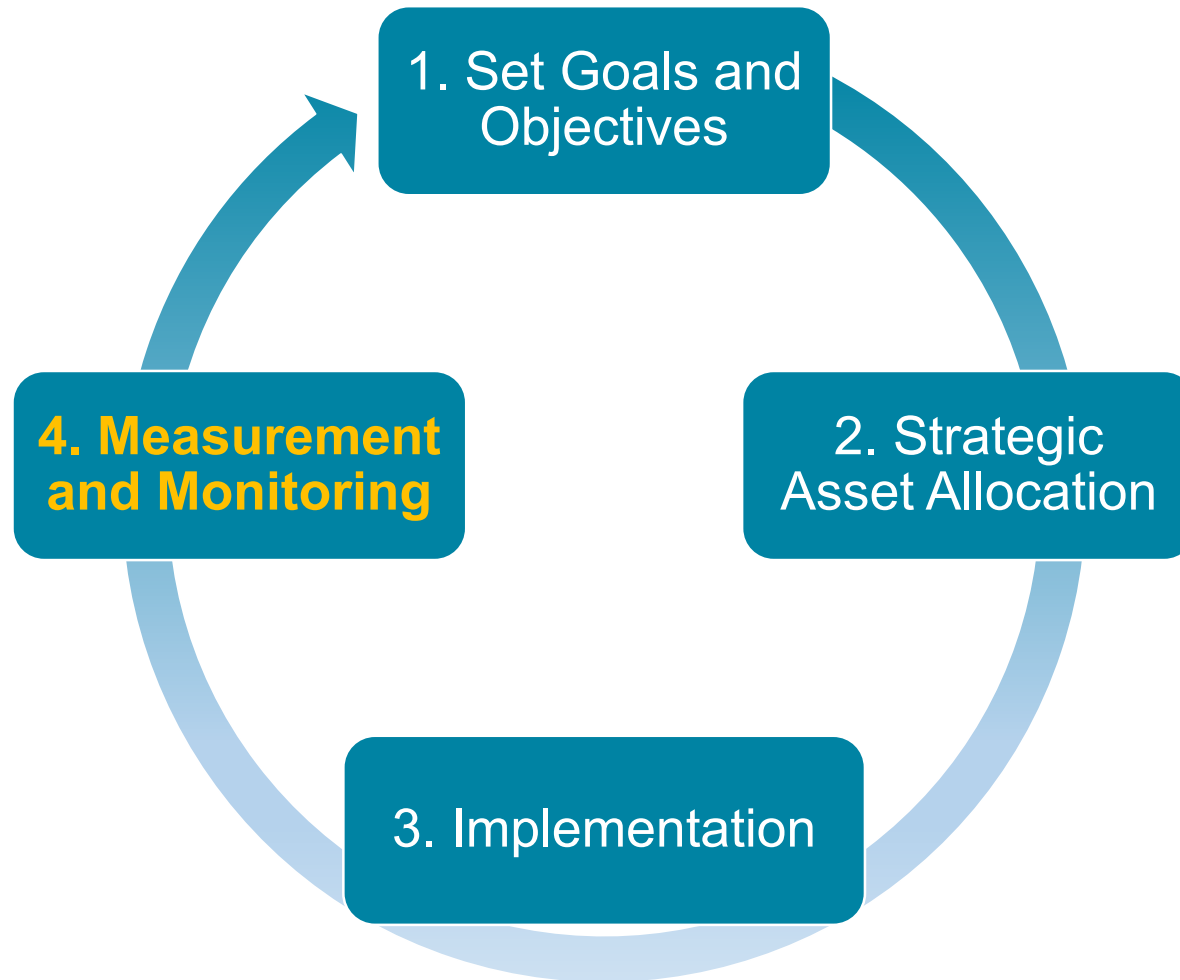 1. Set Goals and
Objectives
2. Strategic
Asset Allocation
3. Implementation
4. Measurement
and Monitoring